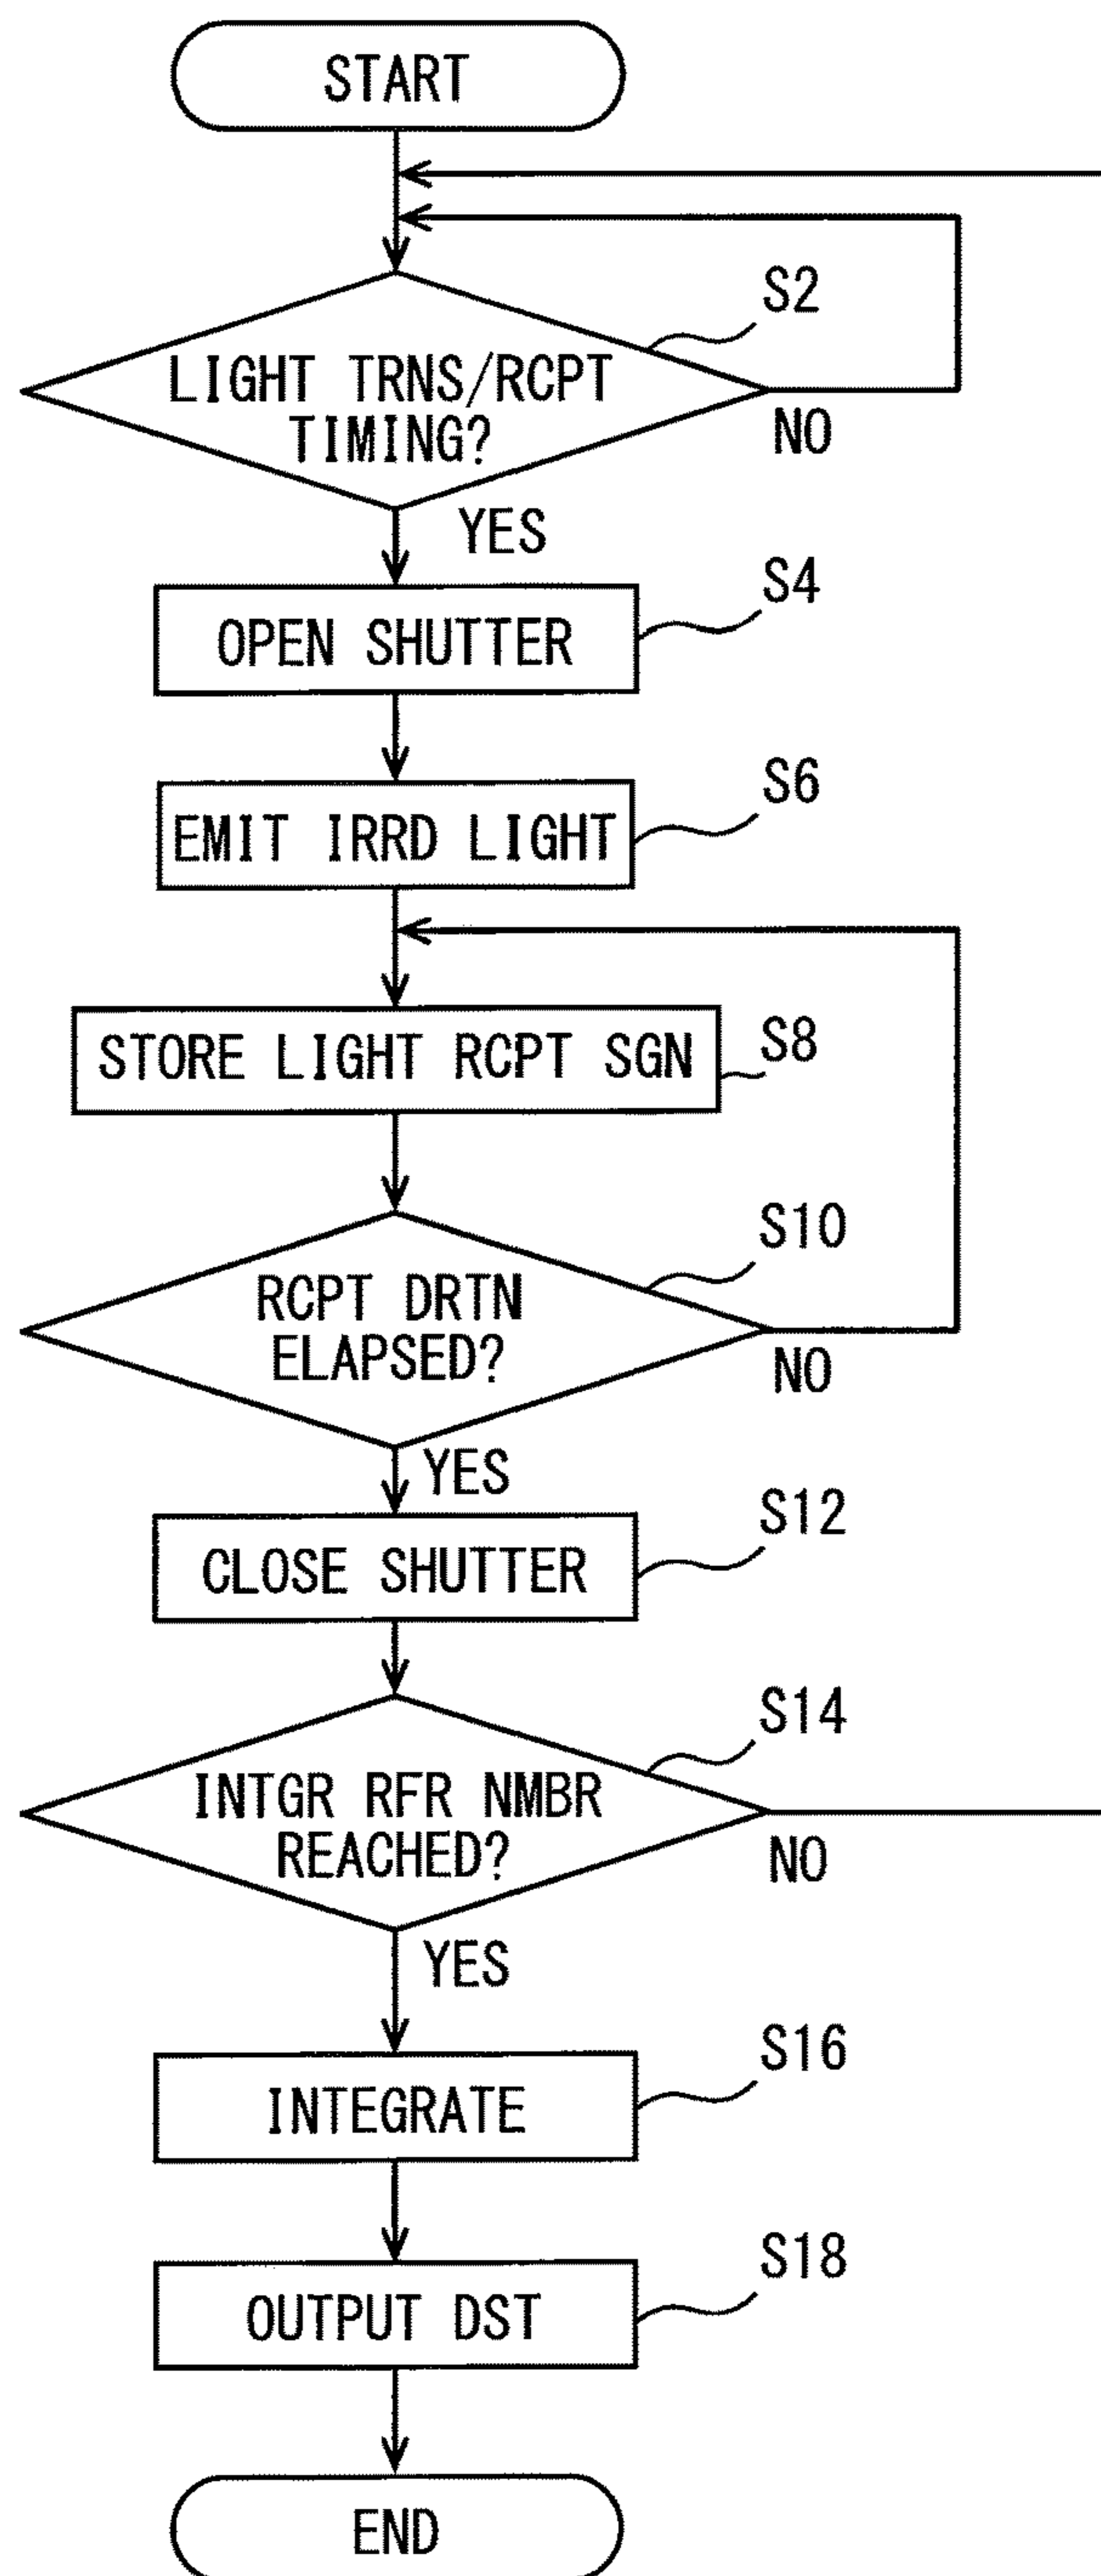 START
S2
LIGHT TRNS/RCPT
TIMING?
NO
YES
S4
OPEN SHUTTER
S6
EMIT IRRD LIGHT
S8
STORE LIGHT RCPT SGN
S10
RCPT DRTN
ELAPSED?
NO
YES
S12
CLOSE SHUTTER
S14
INTGR RFR NMBR
REACHED?
NO
YES
S16
INTEGRATE
S18
OUTPUT DST
END